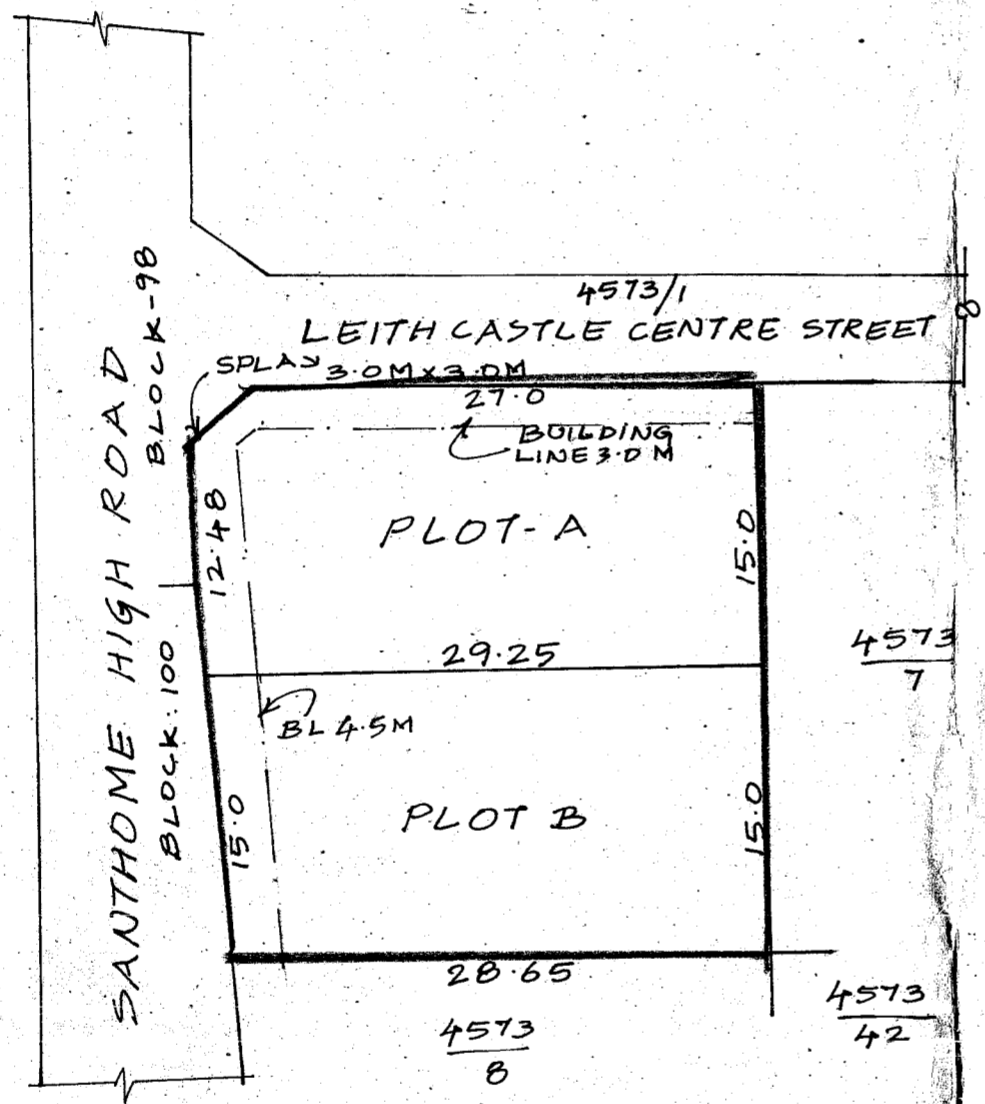 4573/1
8
LEITH CASTLE CENTRE STREET
SPLAY 3.0M x 3.0M
27.0
BUILDING
LINE 3.0 M
SANTHOME HIGH ROAD
BLOCK-98
12.48
PLOT-A
15.0
29.25
4573
7
BLOCK:100
BL 4.5M
15.0
PLOT B
15.0
28.65
4573
8
4573
42